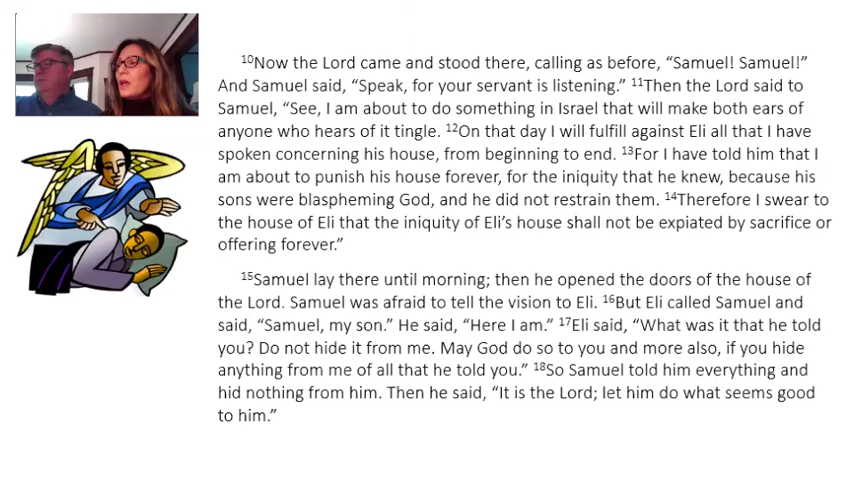 ¹⁰Now the Lord came and stood there, calling as before, “Samuel! Samuel!”
And Samuel said, “Speak, for your servant is listening.” ¹¹Then the Lord said to
Samuel, “See, I am about to do something in Israel that will make both ears of
anyone who hears of it tingle. ¹²On that day I will fulfill against Eli all that I have
spoken concerning his house, from beginning to end. ¹³For I have told him that I
am about to punish his house forever, for the iniquity that he knew, because his
sons were blaspheming God, and he did not restrain them. ¹⁴Therefore I swear to
the house of Eli that the iniquity of Eli’s house shall not be expiated by sacrifice or
offering forever.”
¹⁵Samuel lay there until morning; then he opened the doors of the house of
the Lord. Samuel was afraid to tell the vision to Eli. ¹⁶But Eli called Samuel and
said, “Samuel, my son.” He said, “Here I am.” ¹⁷Eli said, “What was it that he told
you? Do not hide it from me. May God do so to you and more also, if you hide
anything from me of all that he told you.” ¹⁸So Samuel told him everything and
hid nothing from him. Then he said, “It is the Lord; let him do what seems good
to him.”